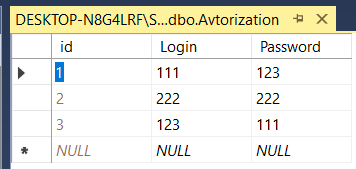 DESKTOP-N8G4LRF\S...dbo.Avtorization
id Login Password
1 111 123
2 222 222
3 123 111
NULL NULL NULL